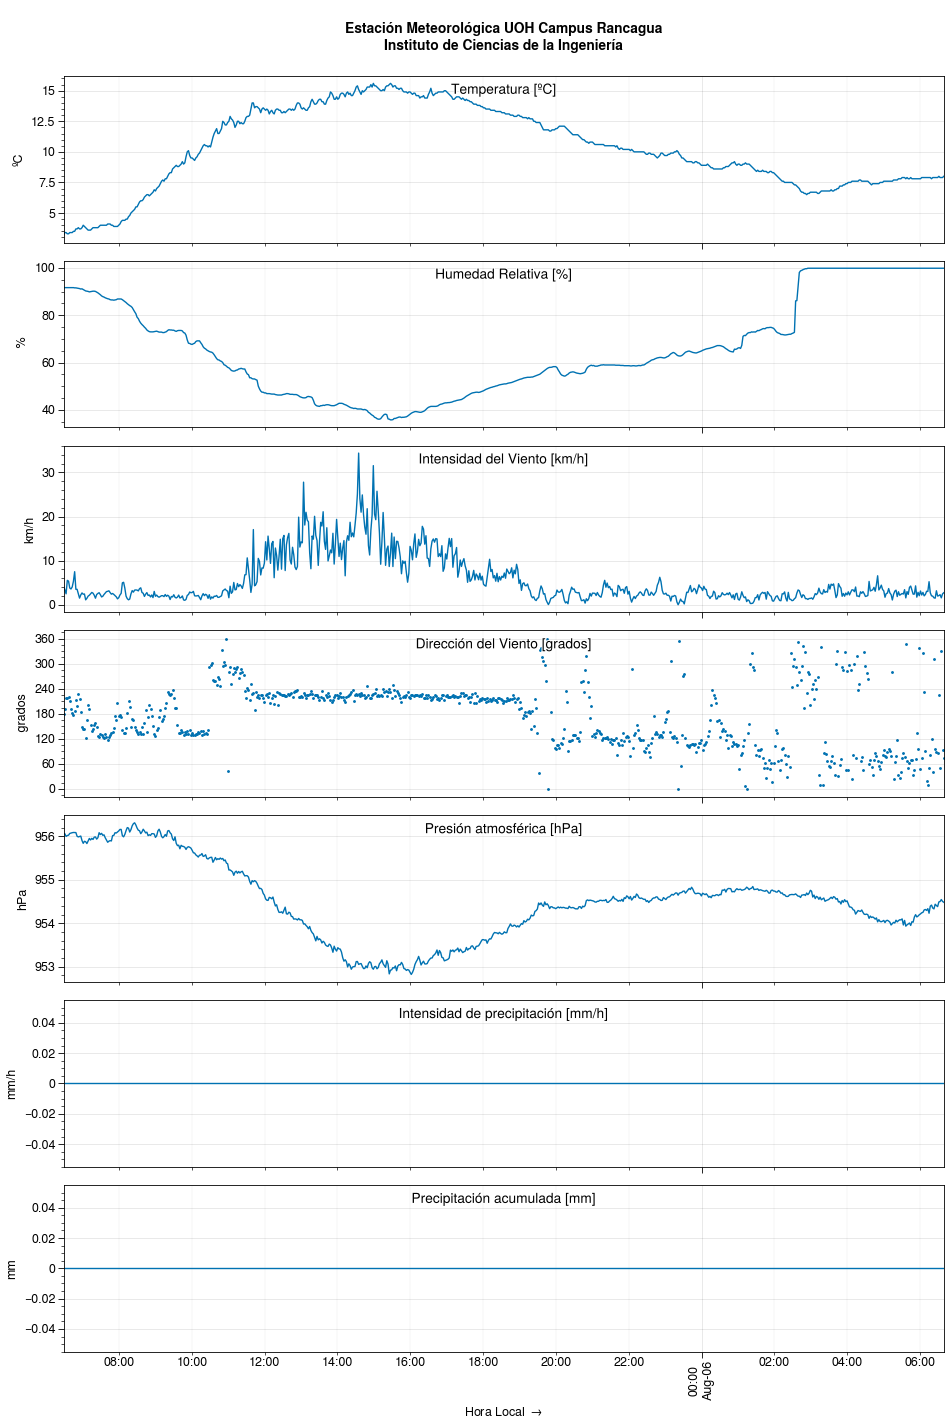 Estación Meteorológica UOH Campus Rancagua
Instituto de Ciencias de la Ingeniería
Temperatura [ºC]
ºC
15
12.5
10
7.5
5
Humedad Relativa [%]
%
100
80
60
40
Intensidad del Viento [km/h]
km/h
30
20
10
0
Dirección del Viento [grados]
grados
360
300
240
180
120
60
0
Presión atmosférica [hPa]
hPa
956
955
954
953
Intensidad de precipitación [mm/h]
mm/h
0.04
0.02
0
−0.02
−0.04
Precipitación acumulada [mm]
mm
0.04
0.02
0
−0.02
−0.04
08:00 10:00 12:00 14:00 16:00 18:00 20:00 22:00 00:00 02:00 04:00 06:00
Aug-06
Hora Local →